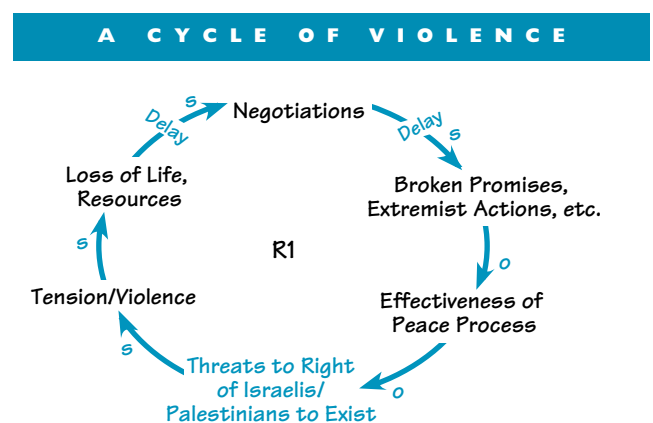 A CYCLE OF VIOLENCE
Negotiations
Delay
s
Broken Promises,
Extremist Actions, etc.
o
Effectiveness of
Peace Process
o
Threats to Right
of Israelis/
Palestinians to Exist
s
Tension/Violence
s
Loss of Life,
Resources
Delay
s
R1